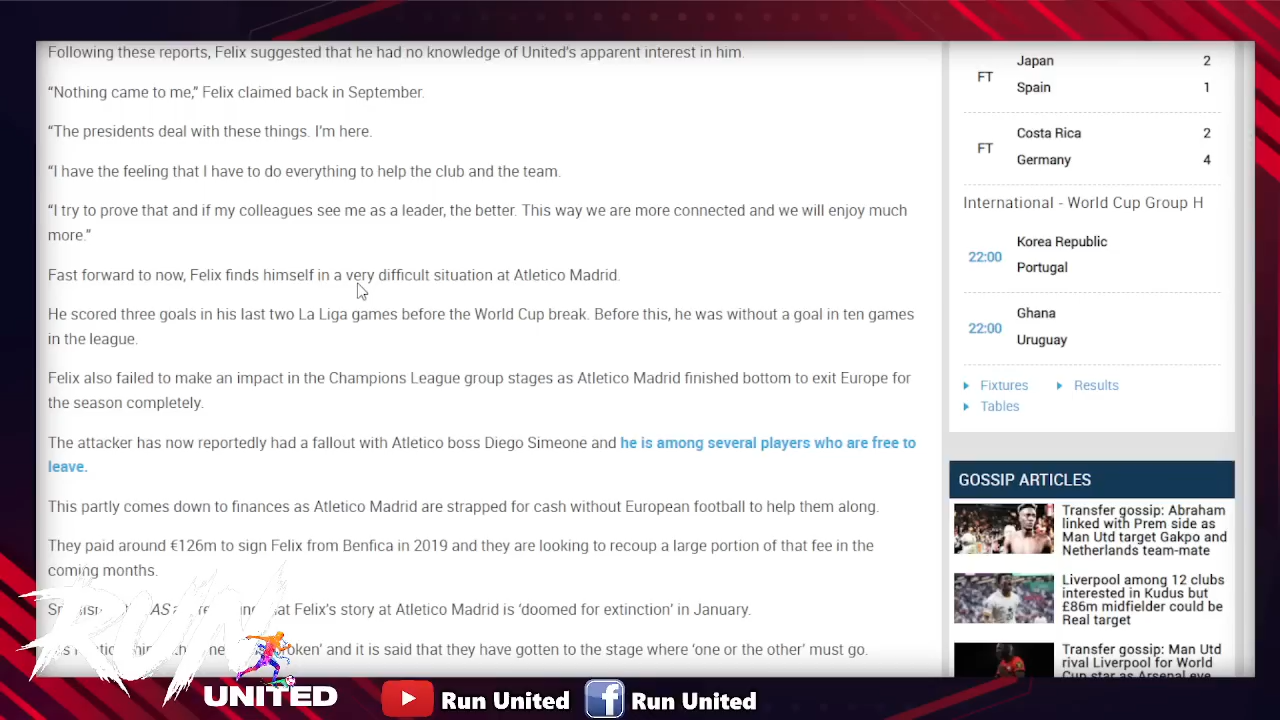 Following these reports, Felix suggested that he had no knowledge of United's apparent interest in him.
“Nothing came to me,” Felix claimed back in September.
“The presidents deal with these things. I’m here.
“I have the feeling that I have to do everything to help the club and the team.
“I try to prove that and if my colleagues see me as a leader, the better. This way we are more connected and we will enjoy much
more.”
Fast forward to now, Felix finds himself in a very difficult situation at Atletico Madrid.
He scored three goals in his last two La Liga games before the World Cup break. Before this, he was without a goal in ten games
in the league.
Felix also failed to make an impact in the Champions League group stages as Atletico Madrid finished bottom to exit Europe for
the season completely.
The attacker has now reportedly had a fallout with Atletico boss Diego Simeone and he is among several players who are free to
leave.
This partly comes down to finances as Atletico Madrid are strapped for cash without European football to help them along.
They paid around €126m to sign Felix from Benfica in 2019 and they are looking to recoup a large portion of that fee in the
coming months.
AS Felix’s story at Atletico Madrid is ‘doomed for extinction’ in January.
and it is said that they have gotten to the stage where ‘one or the other’ must go.
Japan 2
FT
Spain 1
Costa Rica 2
FT
Germany 4
International - World Cup Group H
Korea Republic
22:00
Portugal
Ghana
22:00
Uruguay
Fixtures Results
Tables
GOSSIP ARTICLES
Transfer gossip: Abraham
linked with Prem side as
Man Utd target Gakpo and
Netherlands team-mate
Liverpool among 12 clubs
interested in Kudus but
£86m midfielder could be
Real target
Transfer gossip: Man Utd
rival Liverpool for World
Cup star as Arsenal eye
RUN
UNITED
Run United
Run United